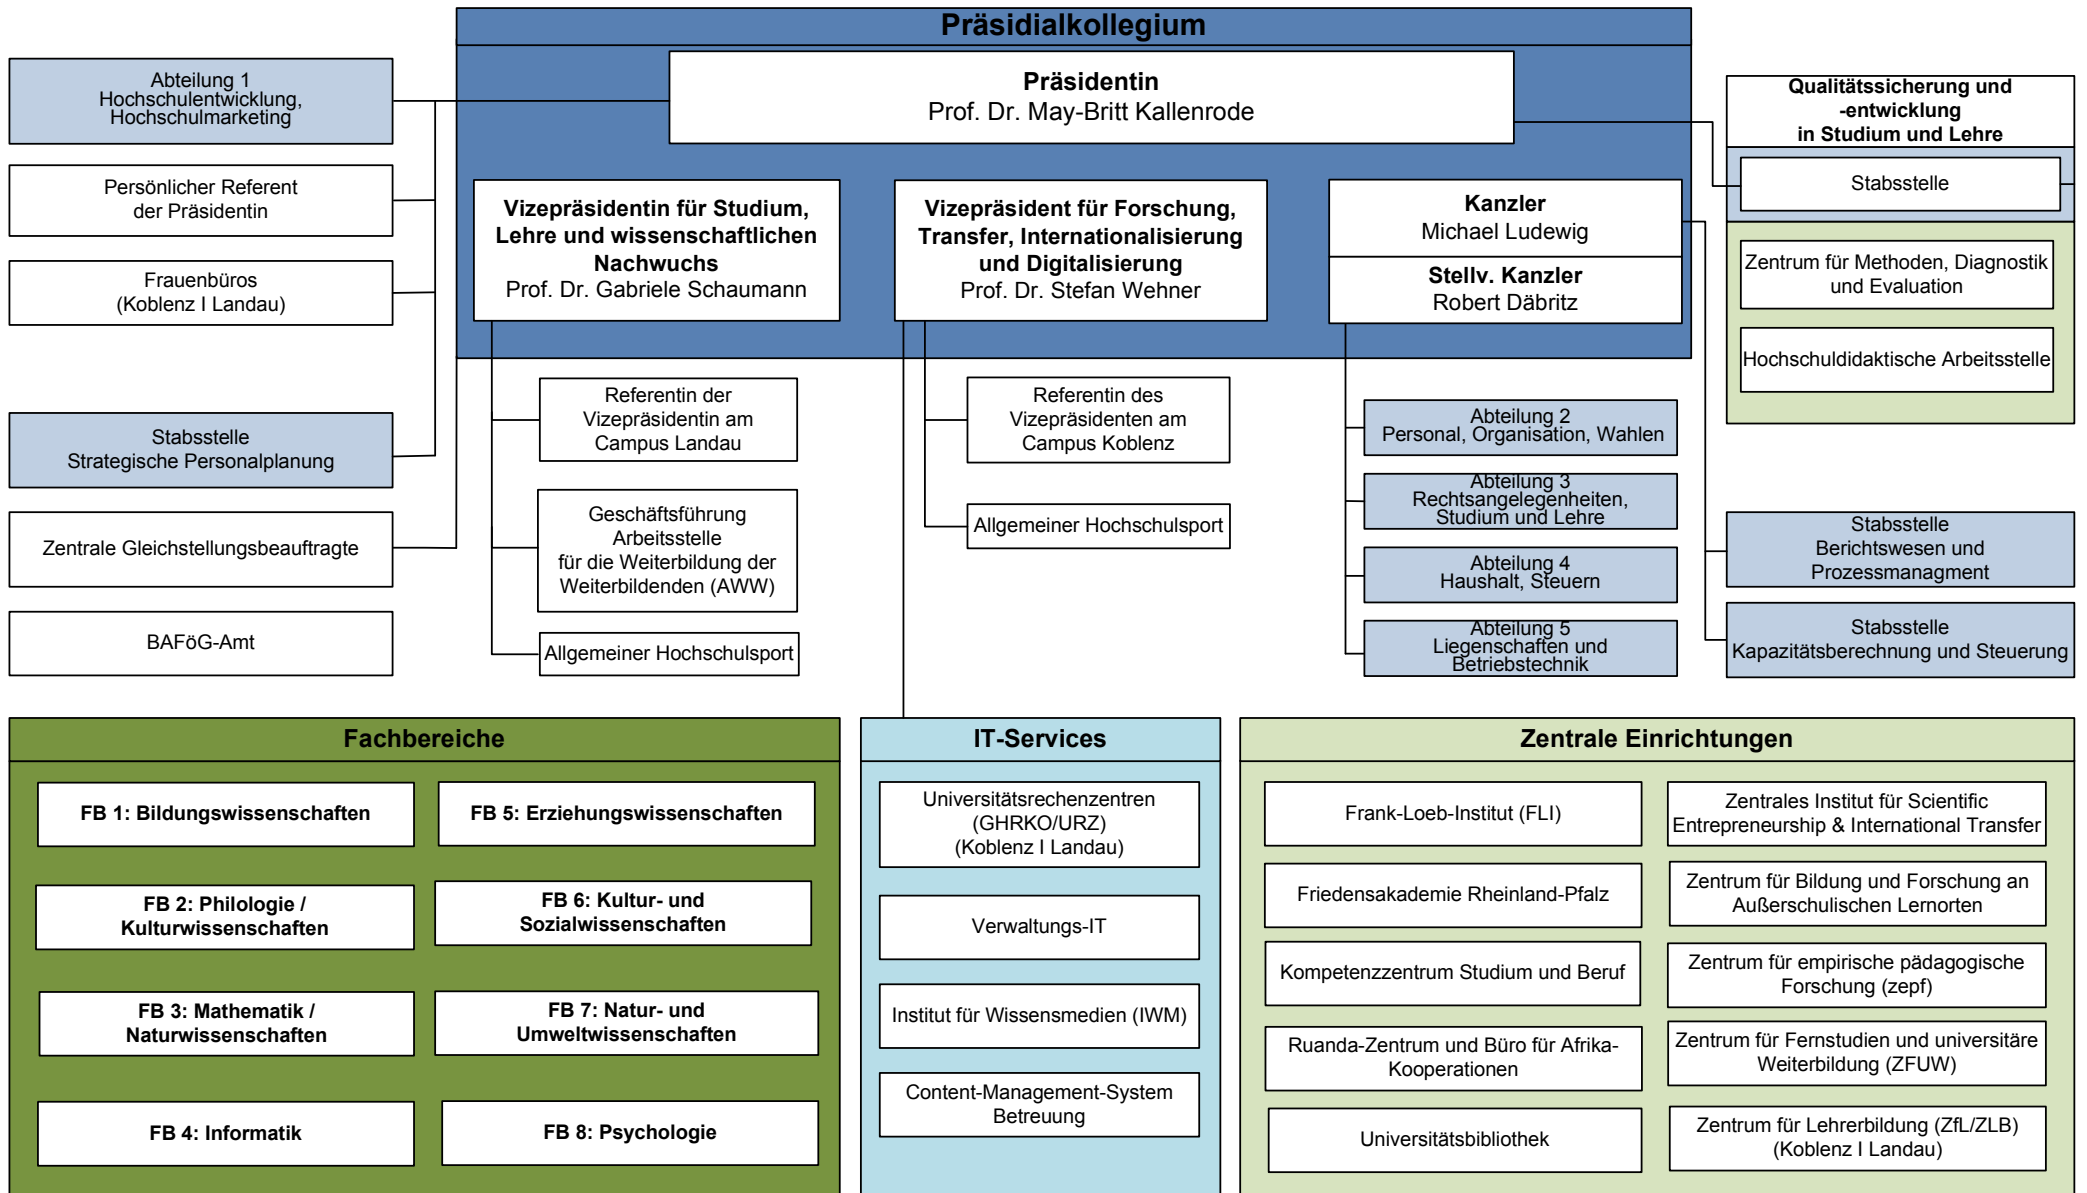 Präsidialkollegium
Präsidentin
Prof. Dr. May-Britt Kallenrode
Vizepräsidentin für Studium,
Lehre und wissenschaftlichen
Nachwuchs
Prof. Dr. Gabriele Schaumann
Vizepräsident für Forschung,
Transfer, Internationalisierung
und Digitalisierung
Prof. Dr. Stefan Wehner
Kanzler
Michael Ludewig
Stellv. Kanzler
Robert Däbritz
Abteilung 1
Hochschulentwicklung,
Hochschulmarketing
Persönlicher Referent
der Präsidentin
Frauenbüros
(Koblenz I Landau)
Stabsstelle
Strategische Personalplanung
Zentrale Gleichstellungsbeauftragte
BAFöG-Amt
Referentin der
Vizepräsidentin am
Campus Landau
Geschäftsführung
Arbeitsstelle
für die Weiterbildung der
Weiterbildenden (AWW)
Allgemeiner Hochschulsport
Referentin des
Vizepräsidenten am
Campus Koblenz
Allgemeiner Hochschulsport
Abteilung 2
Personal, Organisation, Wahlen
Abteilung 3
Rechtsangelegenheiten,
Studium und Lehre
Abteilung 4
Haushalt, Steuern
Abteilung 5
Liegenschaften und
Betriebstechnik
Qualitätssicherung und
-entwicklung
in Studium und Lehre
Stabsstelle
Zentrum für Methoden, Diagnostik
und Evaluation
Hochschuldidaktische Arbeitsstelle
Stabsstelle
Berichtswesen und
Prozessmanagment
Stabsstelle
Kapazitätsberechnung und Steuerung
Fachbereiche
FB 1: Bildungswissenschaften
FB 2: Philologie /
Kulturwissenschaften
FB 3: Mathematik /
Naturwissenschaften
FB 4: Informatik
FB 5: Erziehungswissenschaften
FB 6: Kultur- und
Sozialwissenschaften
FB 7: Natur- und
Umweltwissenschaften
FB 8: Psychologie
IT-Services
Universitätsrechenzentren
(GHRKO/URZ)
(Koblenz I Landau)
Verwaltungs-IT
Institut für Wissensmedien (IWM)
Content-Management-System
Betreuung
Zentrale Einrichtungen
Frank-Loeb-Institut (FLI)
Friedensakademie Rheinland-Pfalz
Kompetenzzentrum Studium und Beruf
Ruanda-Zentrum und Büro für Afrika-
Kooperationen
Universitätsbibliothek
Zentrales Institut für Scientific
Entrepreneurship & International Transfer
Zentrum für Bildung und Forschung an
Außerschulischen Lernorten
Zentrum für empirische pädagogische
Forschung (zepf)
Zentrum für Fernstudien und universitäre
Weiterbildung (ZFUW)
Zentrum für Lehrerbildung (ZfL/ZLB)
(Koblenz I Landau)